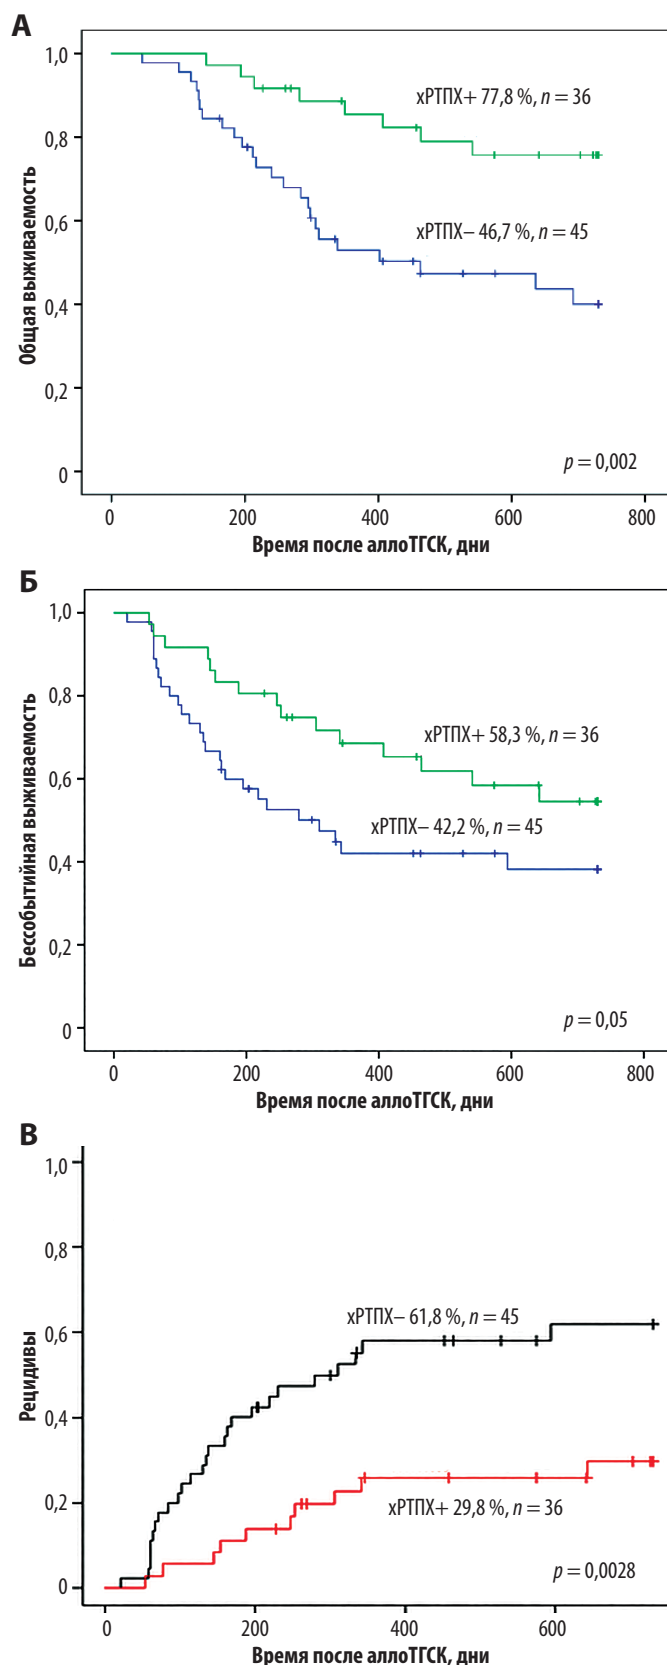 А
1,0
0,8
0,6
0,4
0,2
0
Общая выживаемость
хРТПХ+ 77,8 %, n = 36
хРТПХ– 46,7 %, n = 45
p = 0,002
0 200 400 600 800
Время после аллоТГСК, дни
Б
1,0
0,8
0,6
0,4
0,2
0
Бессобытийная выживаемость
хРТПХ+ 58,3 %, n = 36
хРТПХ– 42,2 %, n = 45
p = 0,05
0 200 400 600 800
Время после аллоТГСК, дни
В
1,0
0,8
0,6
0,4
0,2
0
Рецидивы
хРТПХ– 61,8 %, n = 45
хРТПХ+ 29,8 %, n = 36
p = 0,0028
0 200 400 600
Время после аллоТГСК, дни